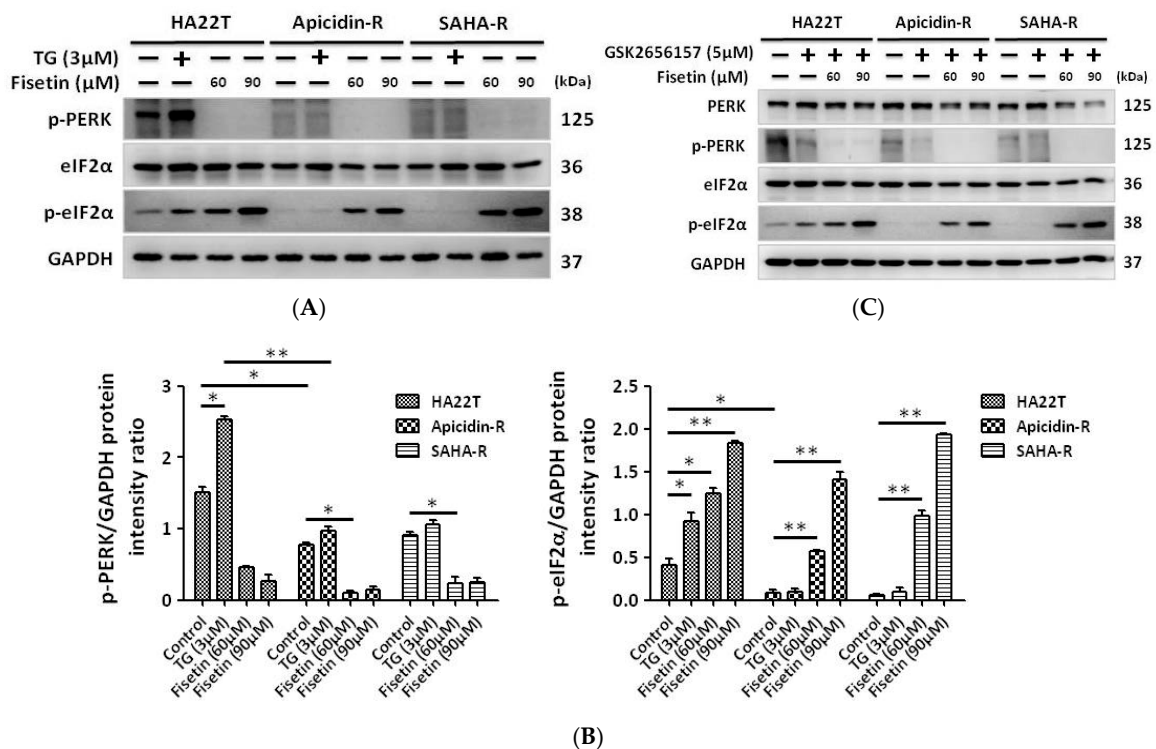 HA22T Apicidin-R SAHA-R
TG (3μM) − + − − − + − − − + − −
Fisetin (μM) − − 60 90 − − 60 90 − − 60 90 (kDa)
p-PERK 125
eIF2α 36
p-eIF2α 38
GAPDH 37
(A)
HA22T Apicidin-R SAHA-R
GSK2656157 (5μM) − + + + − + + + − + + +
Fisetin (μM) − − 60 90 − − 60 90 − − 60 90 (kDa)
PERK 125
p-PERK 125
eIF2α 36
p-eIF2α 38
GAPDH 37
(C)
p-PERK/GAPDH protein
intensity ratio
3
2
1
0
**
*
*
*
*
HA22T
Apicidin-R
SAHA-R
Control
TG (3μM)
Fisetin (60μM)
Fisetin (90μM)
Control
TG (3μM)
Fisetin (60μM)
Fisetin (90μM)
Control
TG (3μM)
Fisetin (60μM)
Fisetin (90μM)
p-eIF2α/GAPDH protein
intensity ratio
2.5
2.0
1.5
1.0
0.5
0.0
*
**
*
*
**
**
**
**
HA22T
Apicidin-R
SAHA-R
Control
TG (3μM)
Fisetin (60μM)
Fisetin (90μM)
Control
TG (3μM)
Fisetin (60μM)
Fisetin (90μM)
Control
TG (3μM)
Fisetin (60μM)
Fisetin (90μM)
(B)